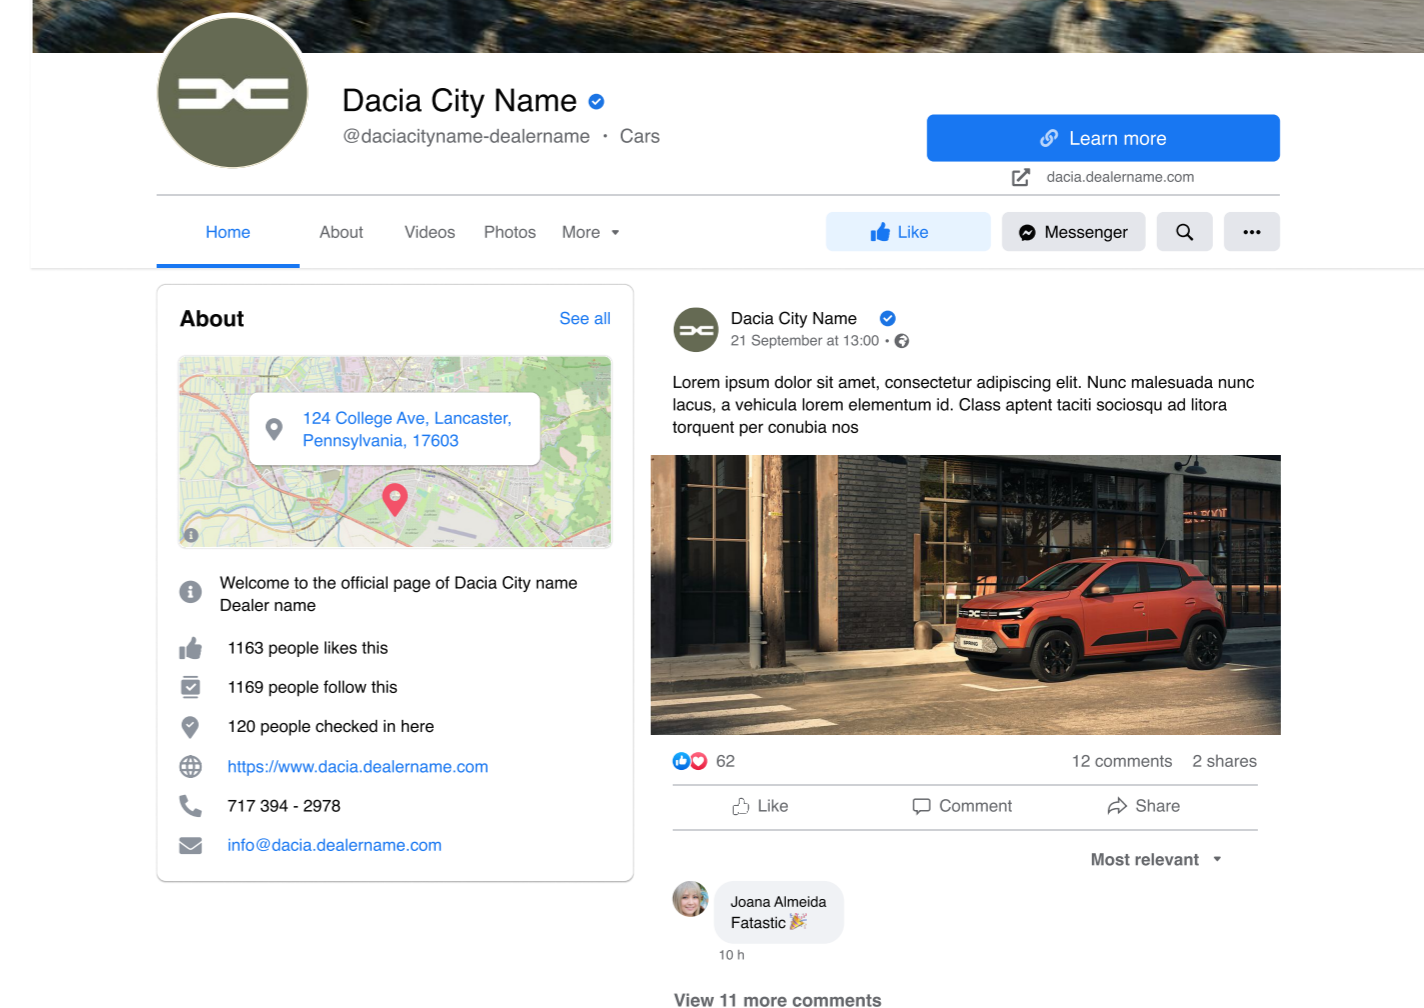 Dacia City Name
@daciacityname-dealername · Cars
Learn more
dacia.dealername.com
Home
About
Videos
Photos
More
Like
Messenger
About
See all
124 College Ave, Lancaster,
Pennsylvania, 17603
Welcome to the official page of Dacia City name
Dealer name
1163 people likes this
1169 people follow this
120 people checked in here
https://www.dacia.dealername.com
717 394 - 2978
info@dacia.dealername.com
Dacia City Name
21 September at 13:00 ·
Lorem ipsum dolor sit amet, consectetur adipiscing elit. Nunc malesuada nunc
lacus, a vehicula lorem elementum id. Class aptent taciti sociosqu ad litora
torquent per conubia nos
SPRING
62
12 comments
2 shares
Like
Comment
Share
Most relevant
Joana Almeida
Fatastic 🎉
10 h
View 11 more comments